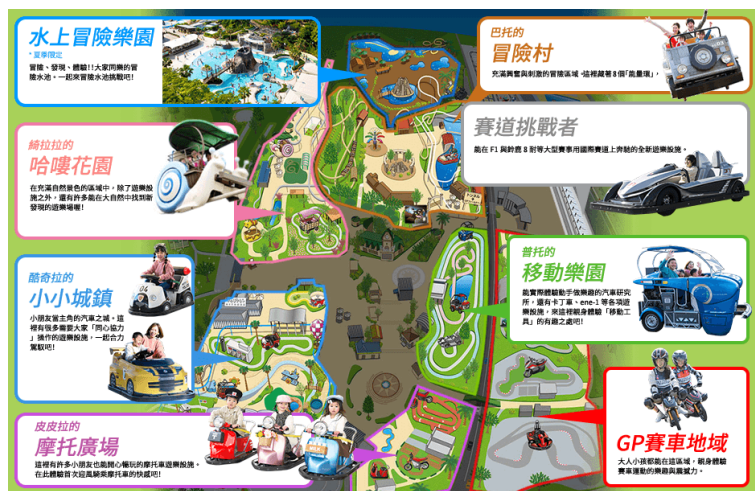 水上冒險樂園
* 夏季限定
冒險、發現、體驗!!大家同樂的冒
險水池。一起來冒險水池挑戰吧!
巴托的
冒險村
充滿興奮與刺激的冒險區域,這裡藏著8個「能量環」,
賽道挑戰者
能在 F1 與鈴鹿 8 耐等大型賽事用國際賽道上奔馳的全新遊樂設施。
綺拉拉的
哈嘍花園
在充滿自然景色的區域中,除了遊樂設
施之外,還有許多能在大自然中找到新
發現的遊樂場喔!
酷奇拉的
小小城鎮
小朋友當主角的汽車之城。這
裡有很多需要大家「同心協力
」操作的遊樂設施,一起合力
駕馭吧!
普托的
移動樂園
能實際體驗動手做樂趣的汽車研究
所,還有卡丁車、ene-1 等各項遊
樂設施,來這裡親身體驗「移動工
具」的有趣之處吧!
皮皮拉的
摩托廣場
這裡有許多小朋友也能開心暢玩的摩托車遊樂設施。
在此體驗首次迎風騎乘摩托車的快感吧!
GP賽車地域
大人小孩都能在這區域,親身體驗
賽車運動的樂趣與震撼力。